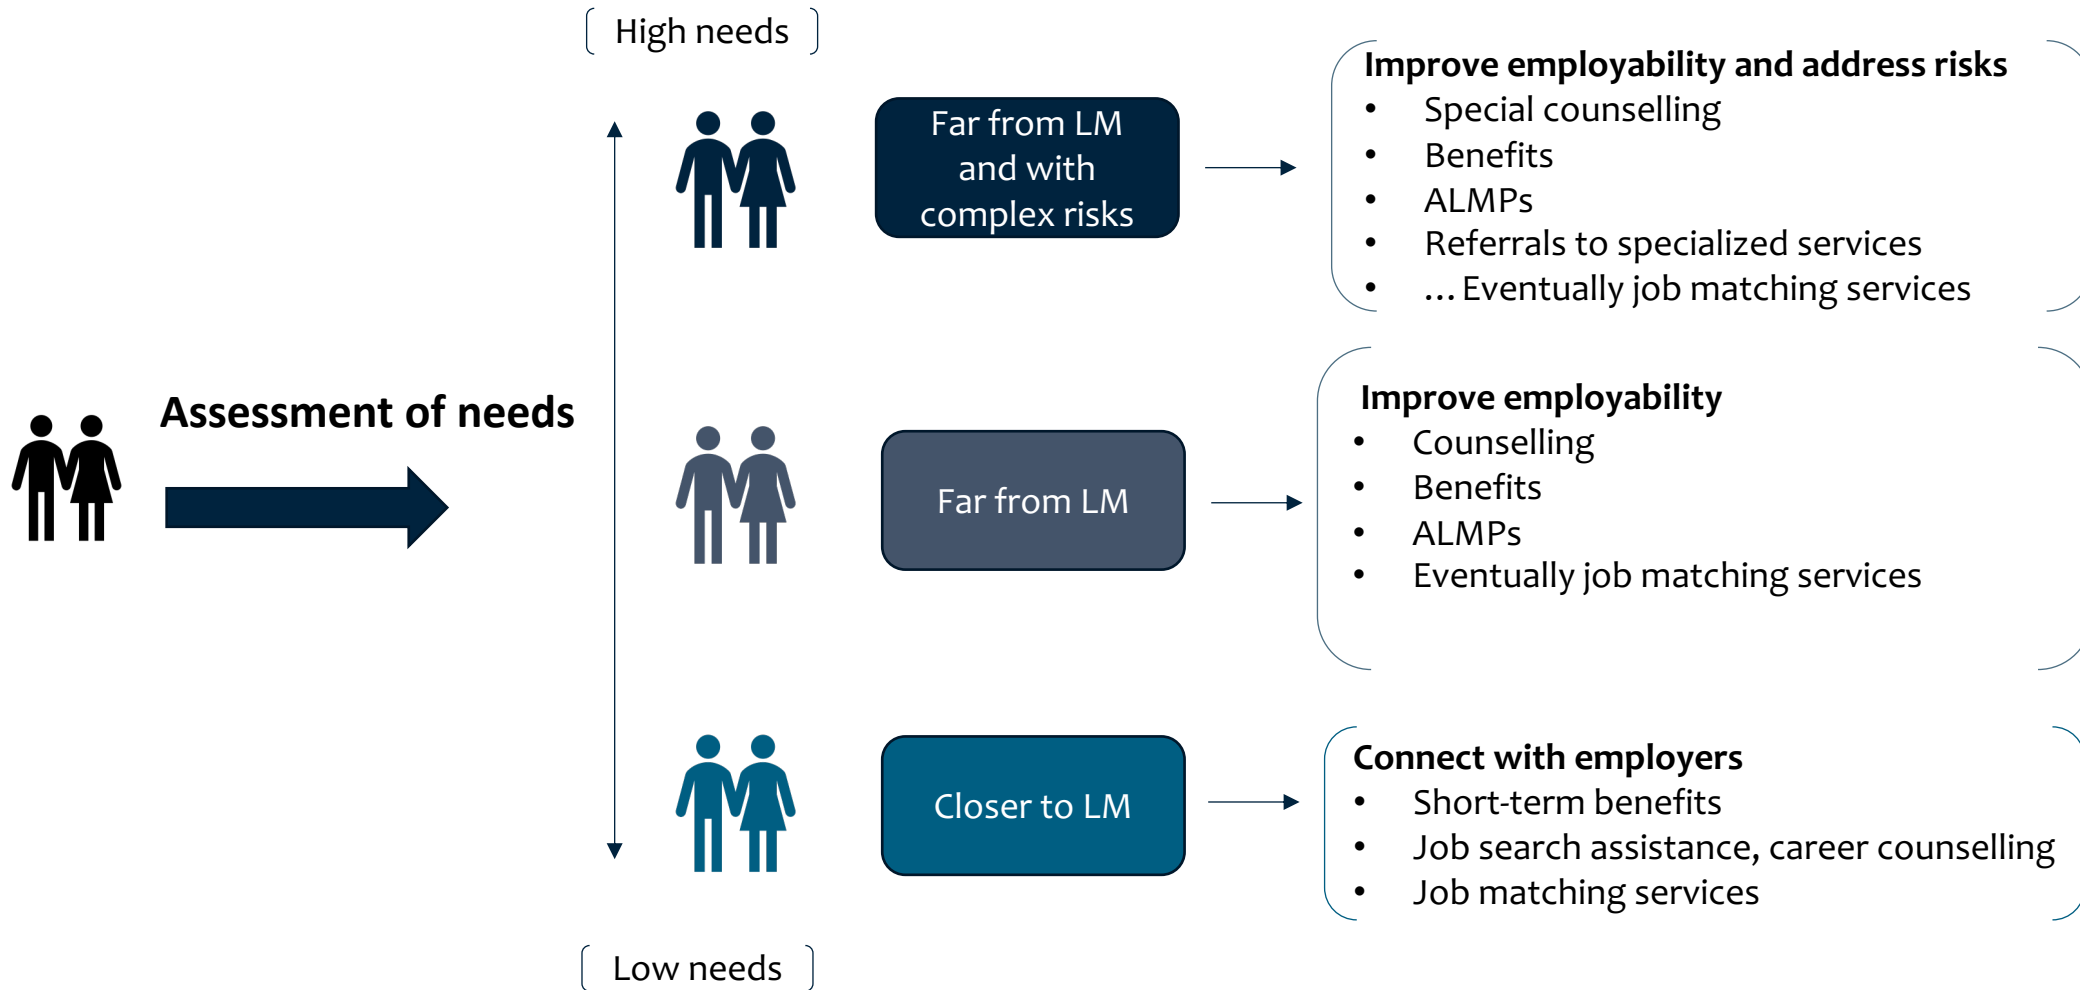 High needs
Assessment of needs
Far from LM
and with
complex risks
Improve employability and address risks
• Special counselling
• Benefits
• ALMPs
• Referrals to specialized services
• … Eventually job matching services
Far from LM
Improve employability
• Counselling
• Benefits
• ALMPs
• Eventually job matching services
Closer to LM
Connect with employers
• Short-term benefits
• Job search assistance, career counselling
• Job matching services
Low needs